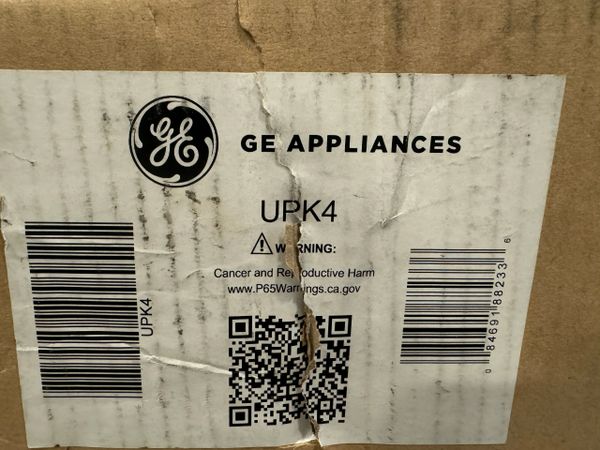 GE
GE APPLIANCES
UPK4
WARNING:
Cancer and Reproductive Harm
www.P65Warnings.ca.gov
UPK4
0 84691 88233 6